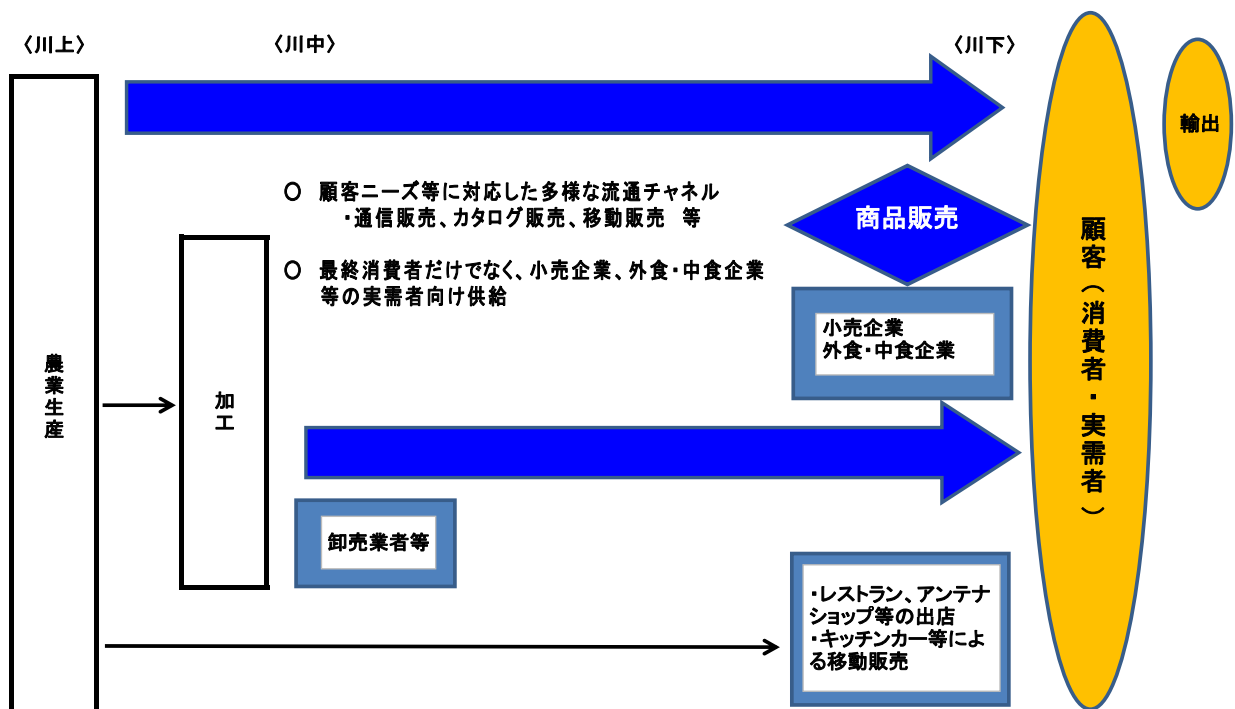 〈川上〉
〈川中〉
〈川下〉
輸出
○ 顧客ニーズ等に対応した多様な流通チャネル
・通信販売、カタログ販売、移動販売 等
商品販売
○ 最終消費者だけでなく、小売企業、外食・中食企業
等の実需者向け供給
小売企業
外食・中食企業
顧客（消費者・実需者）
農業生産
加工
卸売業者等
・レストラン、アンテナ
ショップ等の出店
・キッチンカー等によ
る移動販売